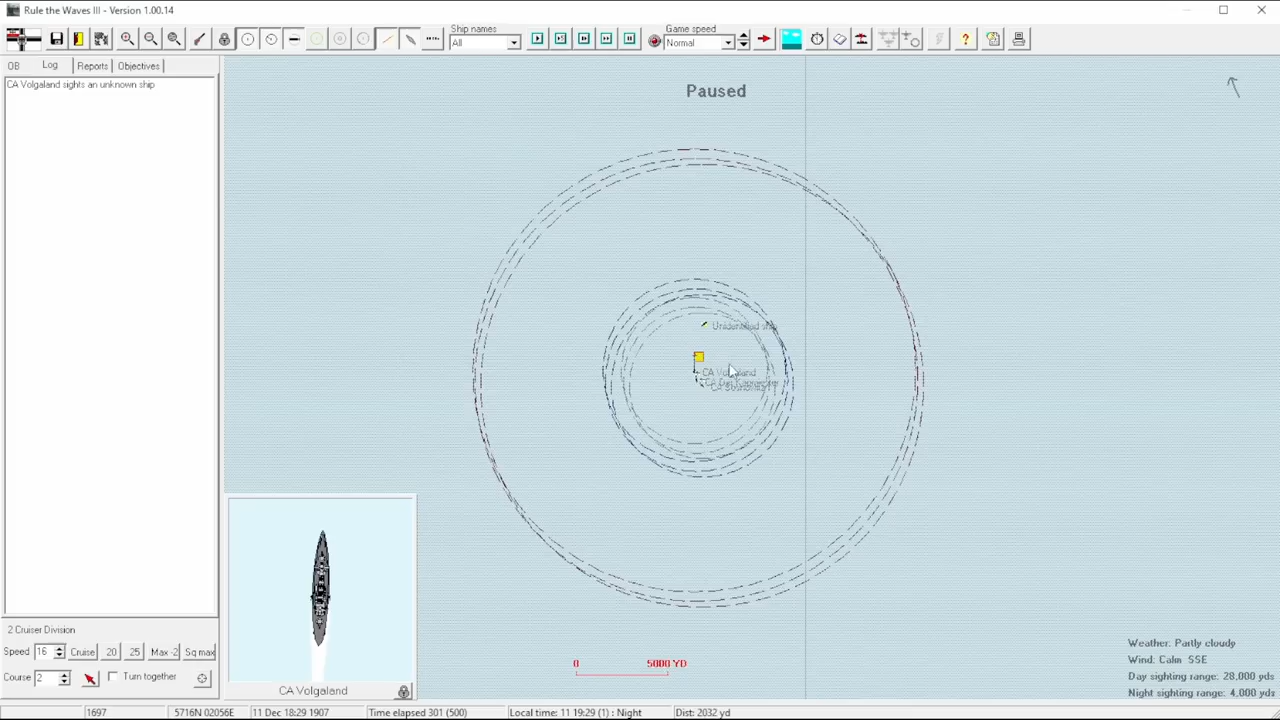 Rule the Waves III - Version 1.00.14
Ship names
All
Game speed
Normal
OB
Log
Reports
Objectives
CA Volgaland sights an unknown ship
Paused
Unidentified ship
CA Volgaland
2 Cruiser Division
Speed
16
Cruise
20
25
Max -2
Sq max
Course
2
Turn together
CA Volgaland
0
5000 YD
Weather: Partly cloudy
Wind: Calm SSE
Day sighting range: 28,000 yds
Night sighting range: 4,000 yds
1697
5716N 02056E
11 Dec 18:29 1907
Time elapsed 301 (500)
Local time: 11 19:29 (1) : Night
Dist: 2032 yd